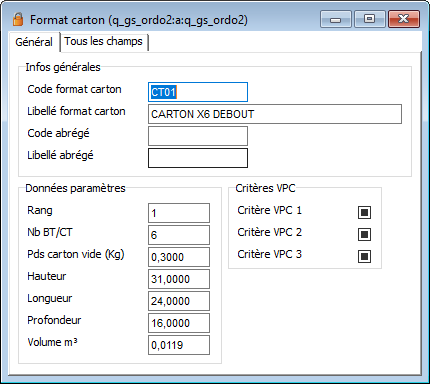 Format carton (q_gs_ordo2:a:q_gs_ordo2)
Général Tous les champs
Infos générales
Code format carton CT01
Libellé format carton CARTON X6 DEBOUT
Code abrégé
Libellé abrégé
Données paramètres
Rang 1
Nb BT/CT 6
Pds carton vide (Kg) 0,3000
Hauteur 31,0000
Longueur 24,0000
Profondeur 16,0000
Volume m³ 0,0119
Critères VPC
Critère VPC 1
Critère VPC 2
Critère VPC 3